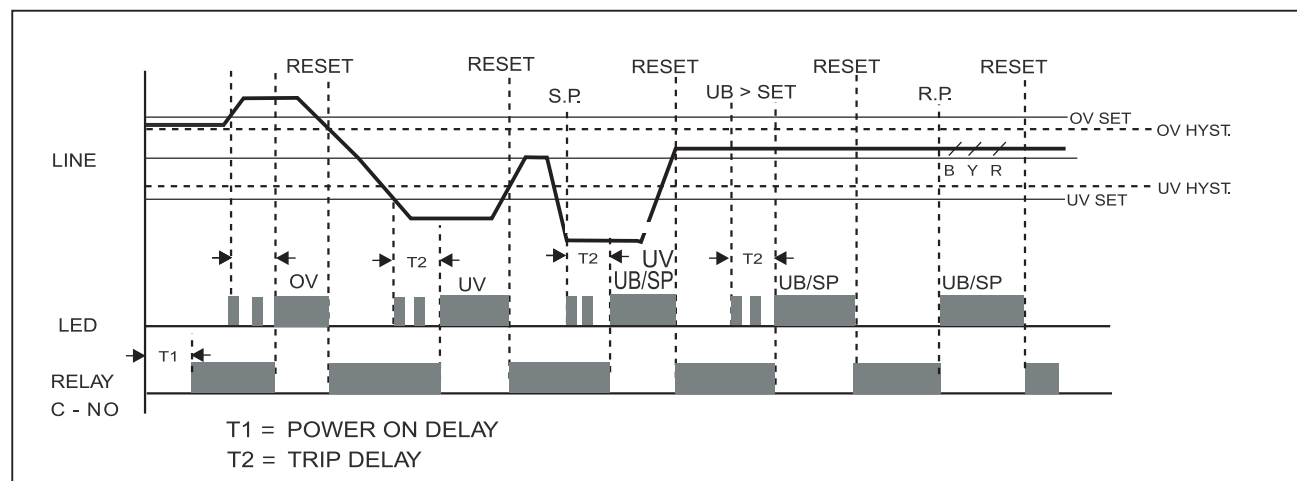 RESET RESET RESET RESET RESET
S.P. UB > SET R.P.
OV SET
OV HYST.
LINE
B Y R
UV HYST.
UV SET
T2 T2 UV T2
OV UV UB/SP UB/SP UB/SP
LED
T1
RELAY
C - NO
T1 = POWER ON DELAY
T2 = TRIP DELAY